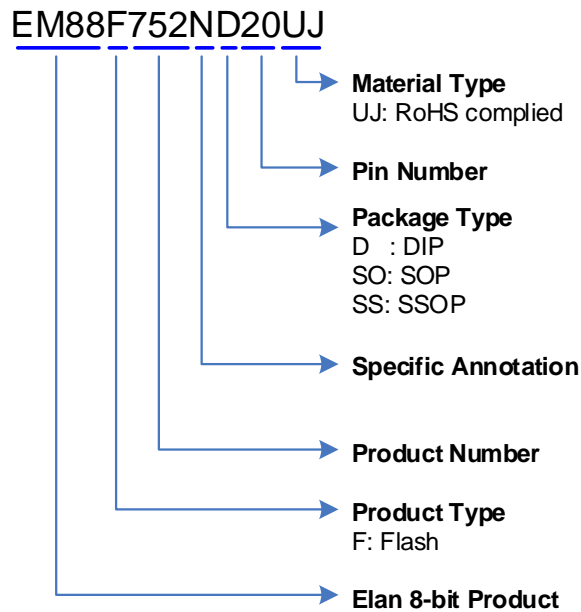 EM88F752ND20UJ
Material Type
UJ: RoHS complied
Pin Number
Package Type
D : DIP
SO: SOP
SS: SSOP
Specific Annotation
Product Number
Product Type
F: Flash
Elan 8-bit Product